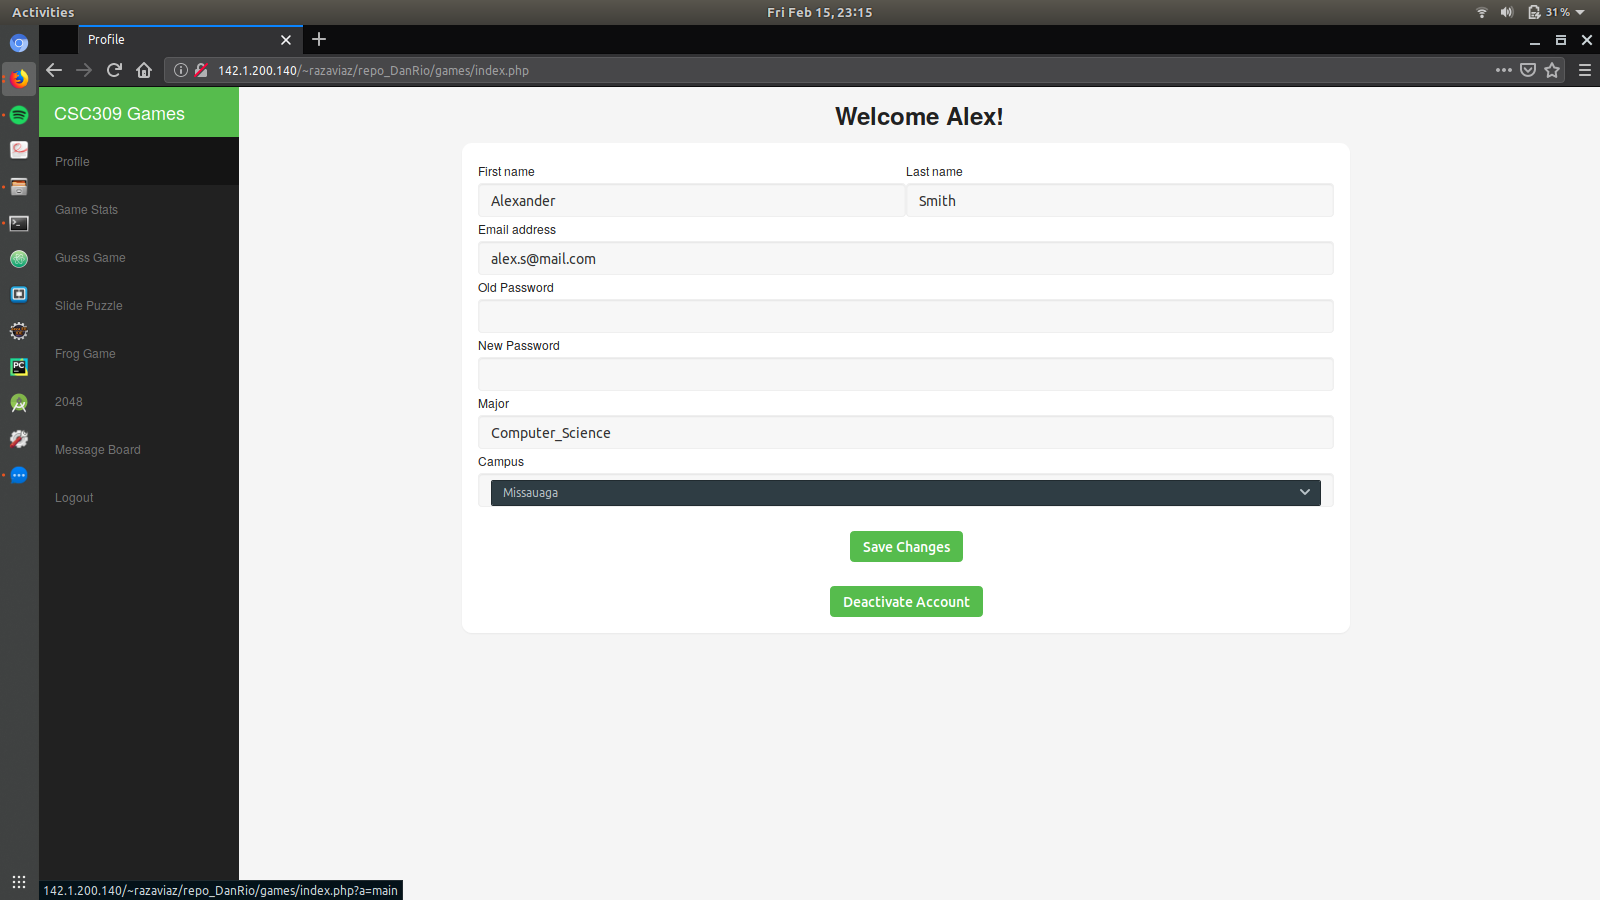 Activities
Fri Feb 15, 23:15
31%
Profile
142.1.200.140/~razaviaz/repo_DanRio/games/index.php
CSC309 Games
Profile
Game Stats
Guess Game
Slide Puzzle
Frog Game
2048
Message Board
Logout
Welcome Alex!
First name
Last name
Alexander
Smith
Email address
alex.s@mail.com
Old Password
New Password
Major
Computer_Science
Campus
Missauaga
Save Changes
Deactivate Account
PC
142.1.200.140/~razaviaz/repo_DanRio/games/index.php?a=main